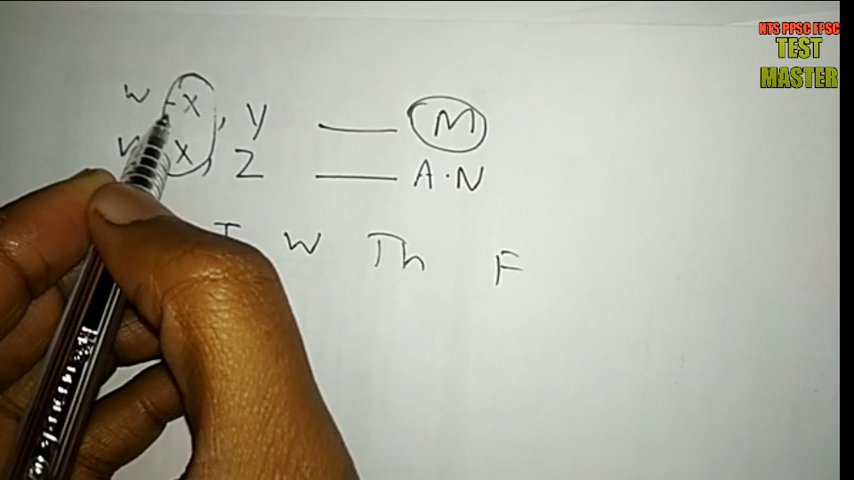 W X, Y — M
X, Z — A.N
W Th F
NTS PPSC FPSC
TEST
MASTER